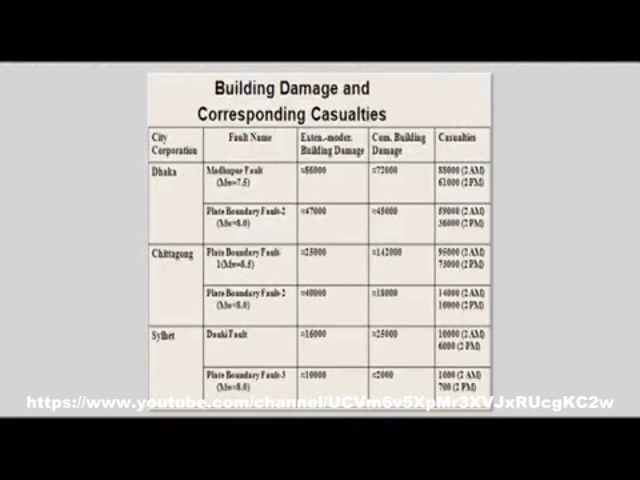 Building Damage and
Corresponding Casualties
City Corporation Fault Name Exten.-moder. Building Damage Com. Building Damage Casualties
Dhaka Madhupur Fault (Mw=7.5) ≈86000 ≈72000 88000 (2 AM) 61000 (2 PM)
Plate Boundary Fault-2 (Mw=8.0) ≈47000 ≈45000 59000 (2 AM) 36000 (2 PM)
Chittagong Plate Boundary Fault-1(Mw=8.5) ≈25000 ≈142000 95000 (2 AM) 73000 (2 PM)
Plate Boundary Fault-2 (Mw=8.0) ≈40000 ≈18000 14000 (2 AM) 10000 (2 PM)
Sylhet Dauki Fault ≈16000 ≈25000 10000 (2 AM) 6000 (2 PM)
Plate Boundary Fault-3 (Mw=8.0) ≈10000 ≈2000 1000 (2 AM) 700 (2 PM)
https://www.youtube.com/channel/UCVm6v5XpMr3XVJxRUcgKC2w